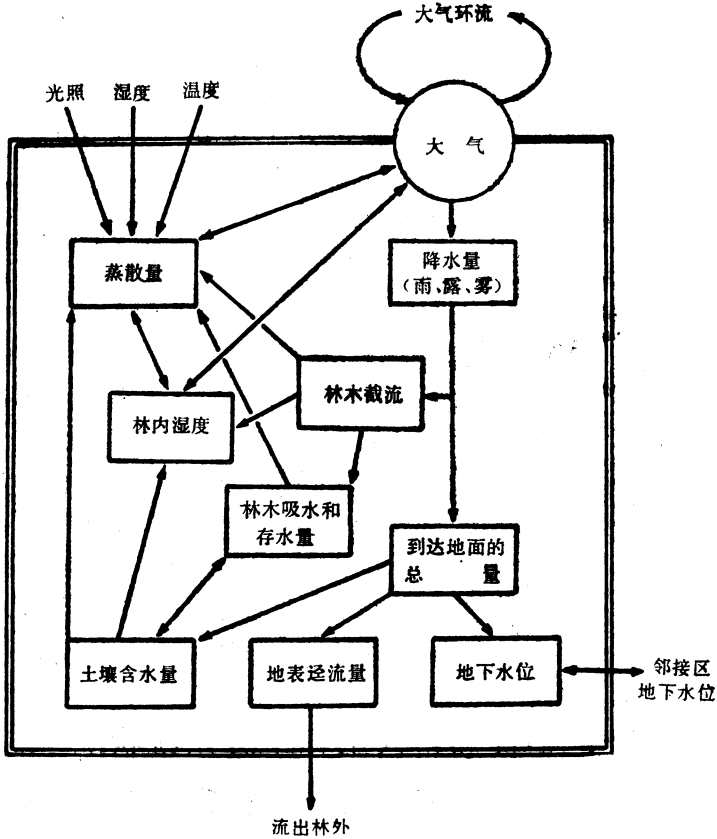 大气环流
光照
湿度
温度
大 气
蒸散量
降水量
（雨、露、雾）
林木截流
林内湿度
林木吸水和
存水量
到达地面的
总 量
土壤含水量
地表迳流量
地下水位
邻接区
地下水位
流出林外